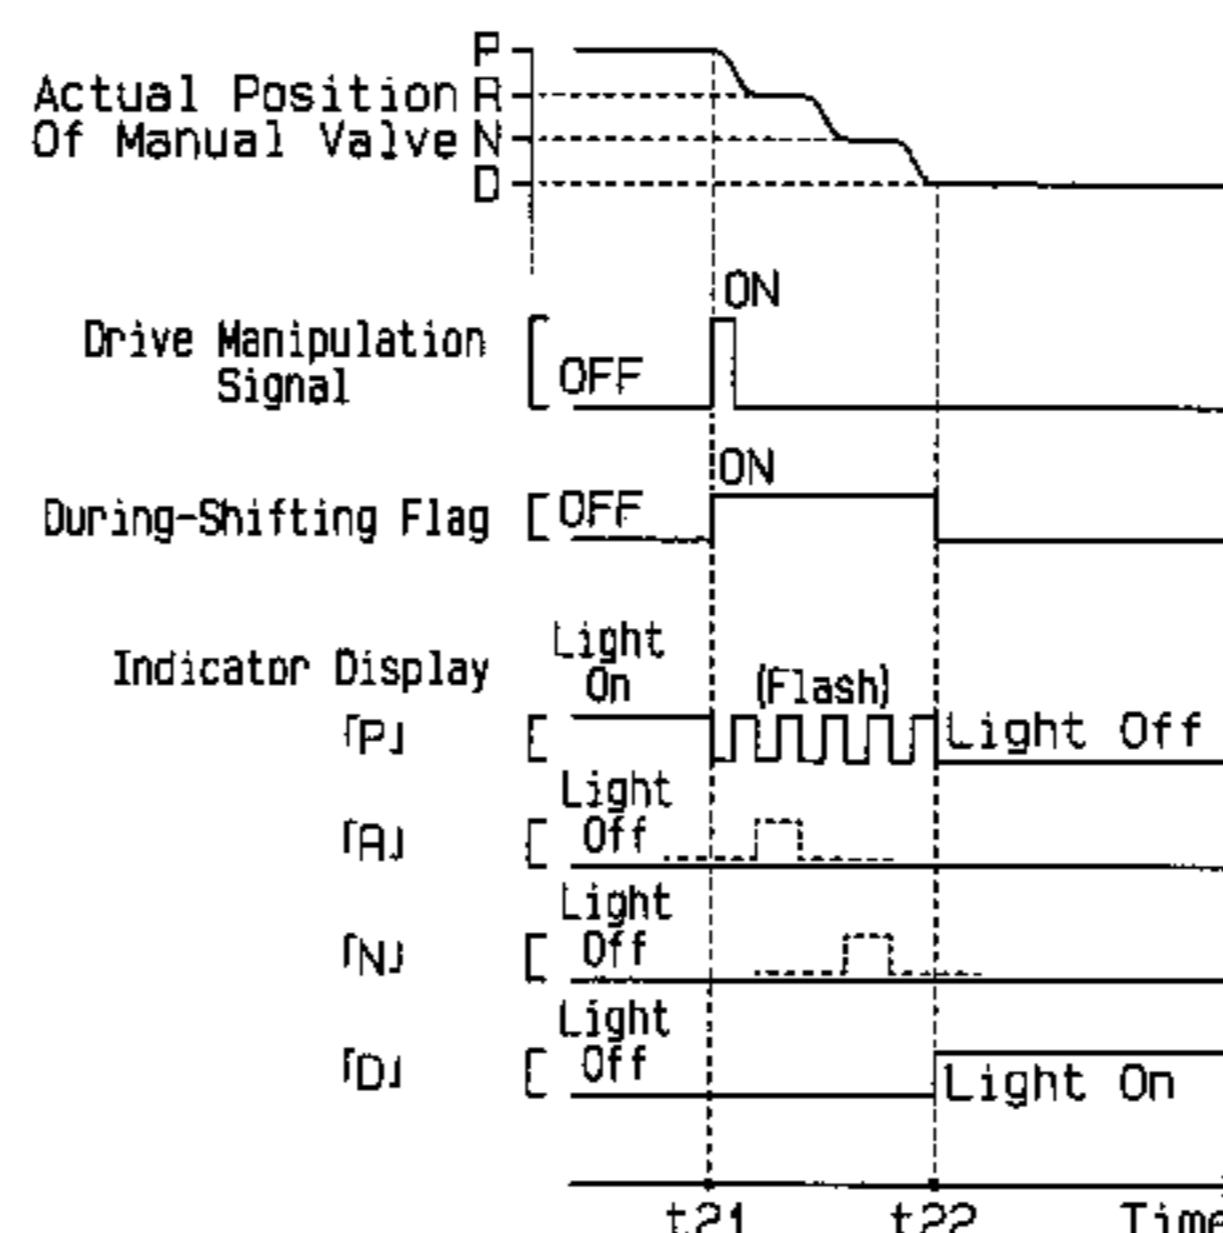 P
Actual Position R
Of Manual Valve N
D
ON
Drive Manipulation
Signal
OFF
ON
During-Shifting Flag
OFF
Indicator Display
Light
On
(Flash)
「P」
Light Off
Light
Off
「A」
Light
Off
「N」
Light
Off
「D」
Light On
t21
t22
Time